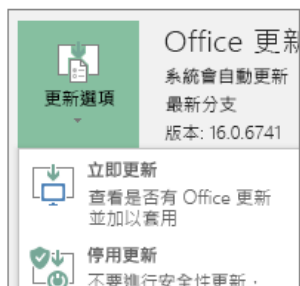 Office 更新
系統會自動更新
最新分支
版本: 16.0.6741
更新選項
立即更新
查看是否有 Office 更新
並加以套用
停用更新
不要進行安全性更新，